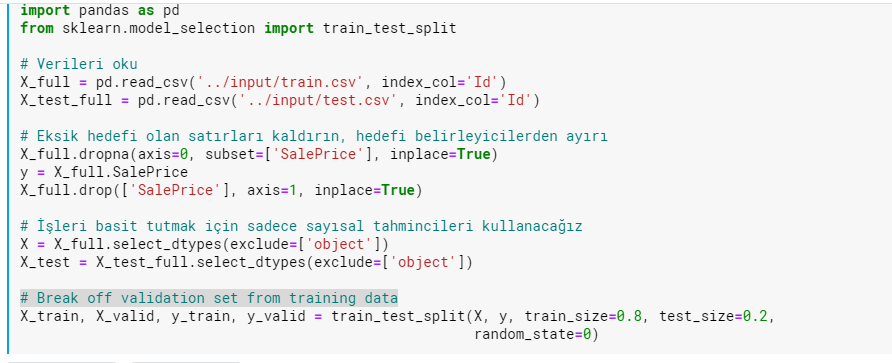 import pandas as pd
from sklearn.model_selection import train_test_split
# Verileri oku
X_full = pd.read_csv('../input/train.csv', index_col='Id')
X_test_full = pd.read_csv('../input/test.csv', index_col='Id')
# Eksik hedefi olan satırları kaldırın, hedefi belirleyicilerden ayırı
X_full.dropna(axis=0, subset=['SalePrice'], inplace=True)
y = X_full.SalePrice
X_full.drop(['SalePrice'], axis=1, inplace=True)
# İşleri basit tutmak için sadece sayısal tahmincileri kullanacağız
X = X_full.select_dtypes(exclude=['object'])
X_test = X_test_full.select_dtypes(exclude=['object'])
# Break off validation set from training data
X_train, X_valid, y_train, y_valid = train_test_split(X, y, train_size=0.8, test_size=0.2,
random_state=0)